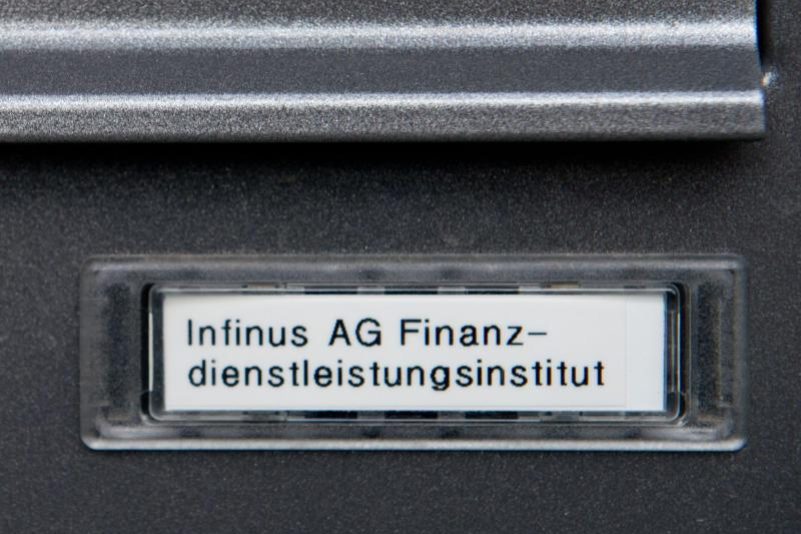 Infinus AG Finanz-
dienstleistungsinstitut